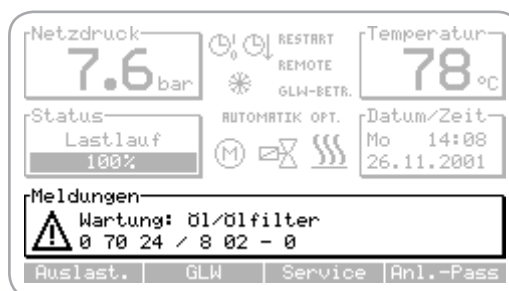 Netzdruck
7.6 bar
RESTART
REMOTE
GLW-BETR.
Temperatur
78 °C
Status
Lastlauf
100%
AUTOMATIK OPT.
M
Datum/Zeit
Mo 14:08
26.11.2001
Meldungen
Wartung: Öl/Ölfilter
0 70 24 / 8 02 - 0
Auslast. GLW Service Anl.-Pass